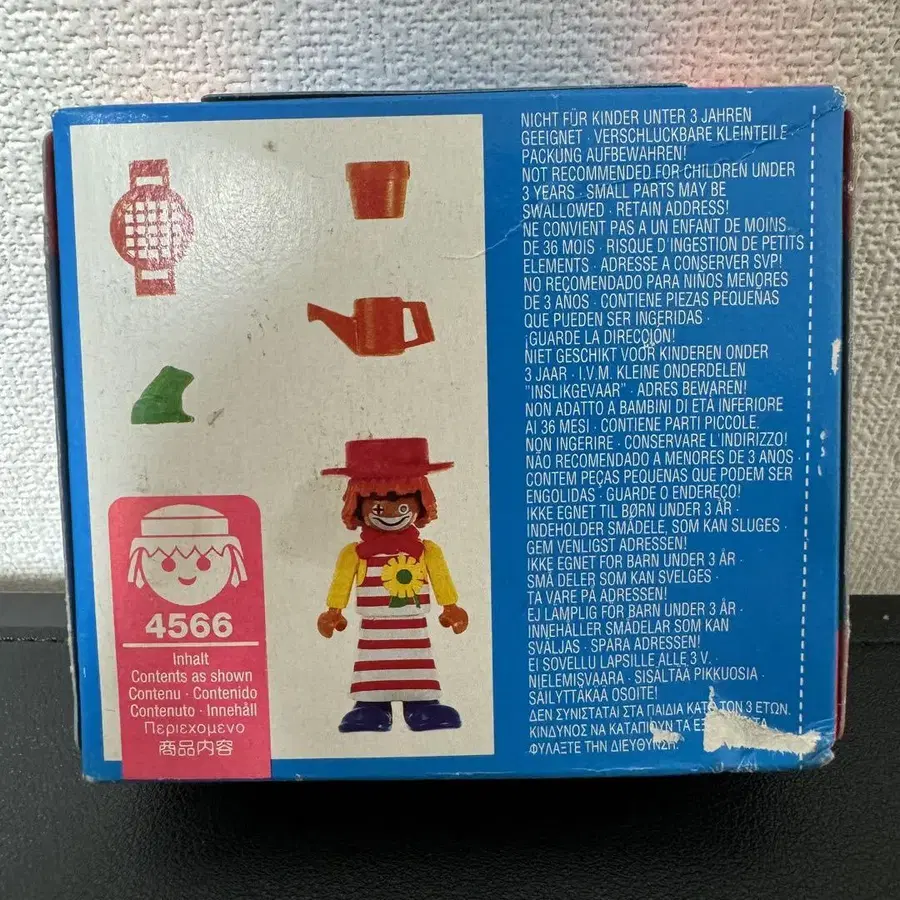 NICHT FÜR KINDER UNTER 3 JAHREN
GEEIGNET · VERSCHLUCKBARE KLEINTEILE
PACKUNG AUFBEWAHREN!
NOT RECOMMENDED FOR CHILDREN UNDER
3 YEARS · SMALL PARTS MAY BE
SWALLOWED · RETAIN ADDRESS!
NE CONVIENT PAS A UN ENFANT DE MOINS
DE 36 MOIS · RISQUE D'INGESTION DE PETITS
ELEMENTS · ADRESSE A CONSERVER SVP!
NO RECOMENDADO PARA NIÑOS MENORES
DE 3 AÑOS · CONTIENE PIEZAS PEQUEÑAS
QUE PUEDEN SER INGERIDAS ·
¡GUARDE LA DIRECCIÓN!
NIET GESCHIKT VOOR KINDEREN ONDER
3 JAAR · I.V.M. KLEINE ONDERDELEN
"INSLIKGEVAAR" · ADRES BEWAREN!
NON ADATTO A BAMBINI DI ETÀ INFERIORE
AI 36 MESI · CONTIENE PARTI PICCOLE.
NON INGERIRE · CONSERVARE L'INDIRIZZO!
NÃO RECOMENDADO A MENORES DE 3 ANOS ·
CONTEM PEÇAS PEQUENAS QUE PODEM SER
ENGOLIDAS · GUARDE O ENDEREÇO!
IKKE EGNET TIL BØRN UNDER 3 ÅR ·
INDEHOLDER SMÅDELE, SOM KAN SLUGES ·
GEM VENLIGST ADRESSEN!
IKKE EGNET FOR BARN UNDER 3 ÅR ·
SMÅ DELER SOM KAN SVELGES ·
TA VARE PÅ ADRESSEN!
EJ LÄMPLIG FÖR BARN UNDER 3 ÅR ·
INNEHÅLLER SMÅDELAR SOM KAN
SVÄLJAS · SPARA ADRESSEN!
EI SOVELLU LAPSILLE ALLE 3 V. ·
NIELEMISVAARA · SISÄLTÄÄ PIKKUOSIA ·
SÄILYTTÄKÄÄ OSOITE!
ΔΕΝ ΣΥΝΙΣΤΑΤΑΙ ΣΤΑ ΠΑΙΔΙΑ ΚΑΤΩ ΤΩΝ 3 ΕΤΩΝ.
ΚΙΝΔΥΝΟΣ ΝΑ ΚΑΤΑΠΙΟΥΝ ΤΑ
ΦΥΛΑΞΤΕ ΤΗΝ ΔΙΕΥΘΥΝΣΗ.
4566
Inhalt
Contents as shown
Contenu · Contenido
Contenuto · Innehåll
Περιεχομενο
商品内容